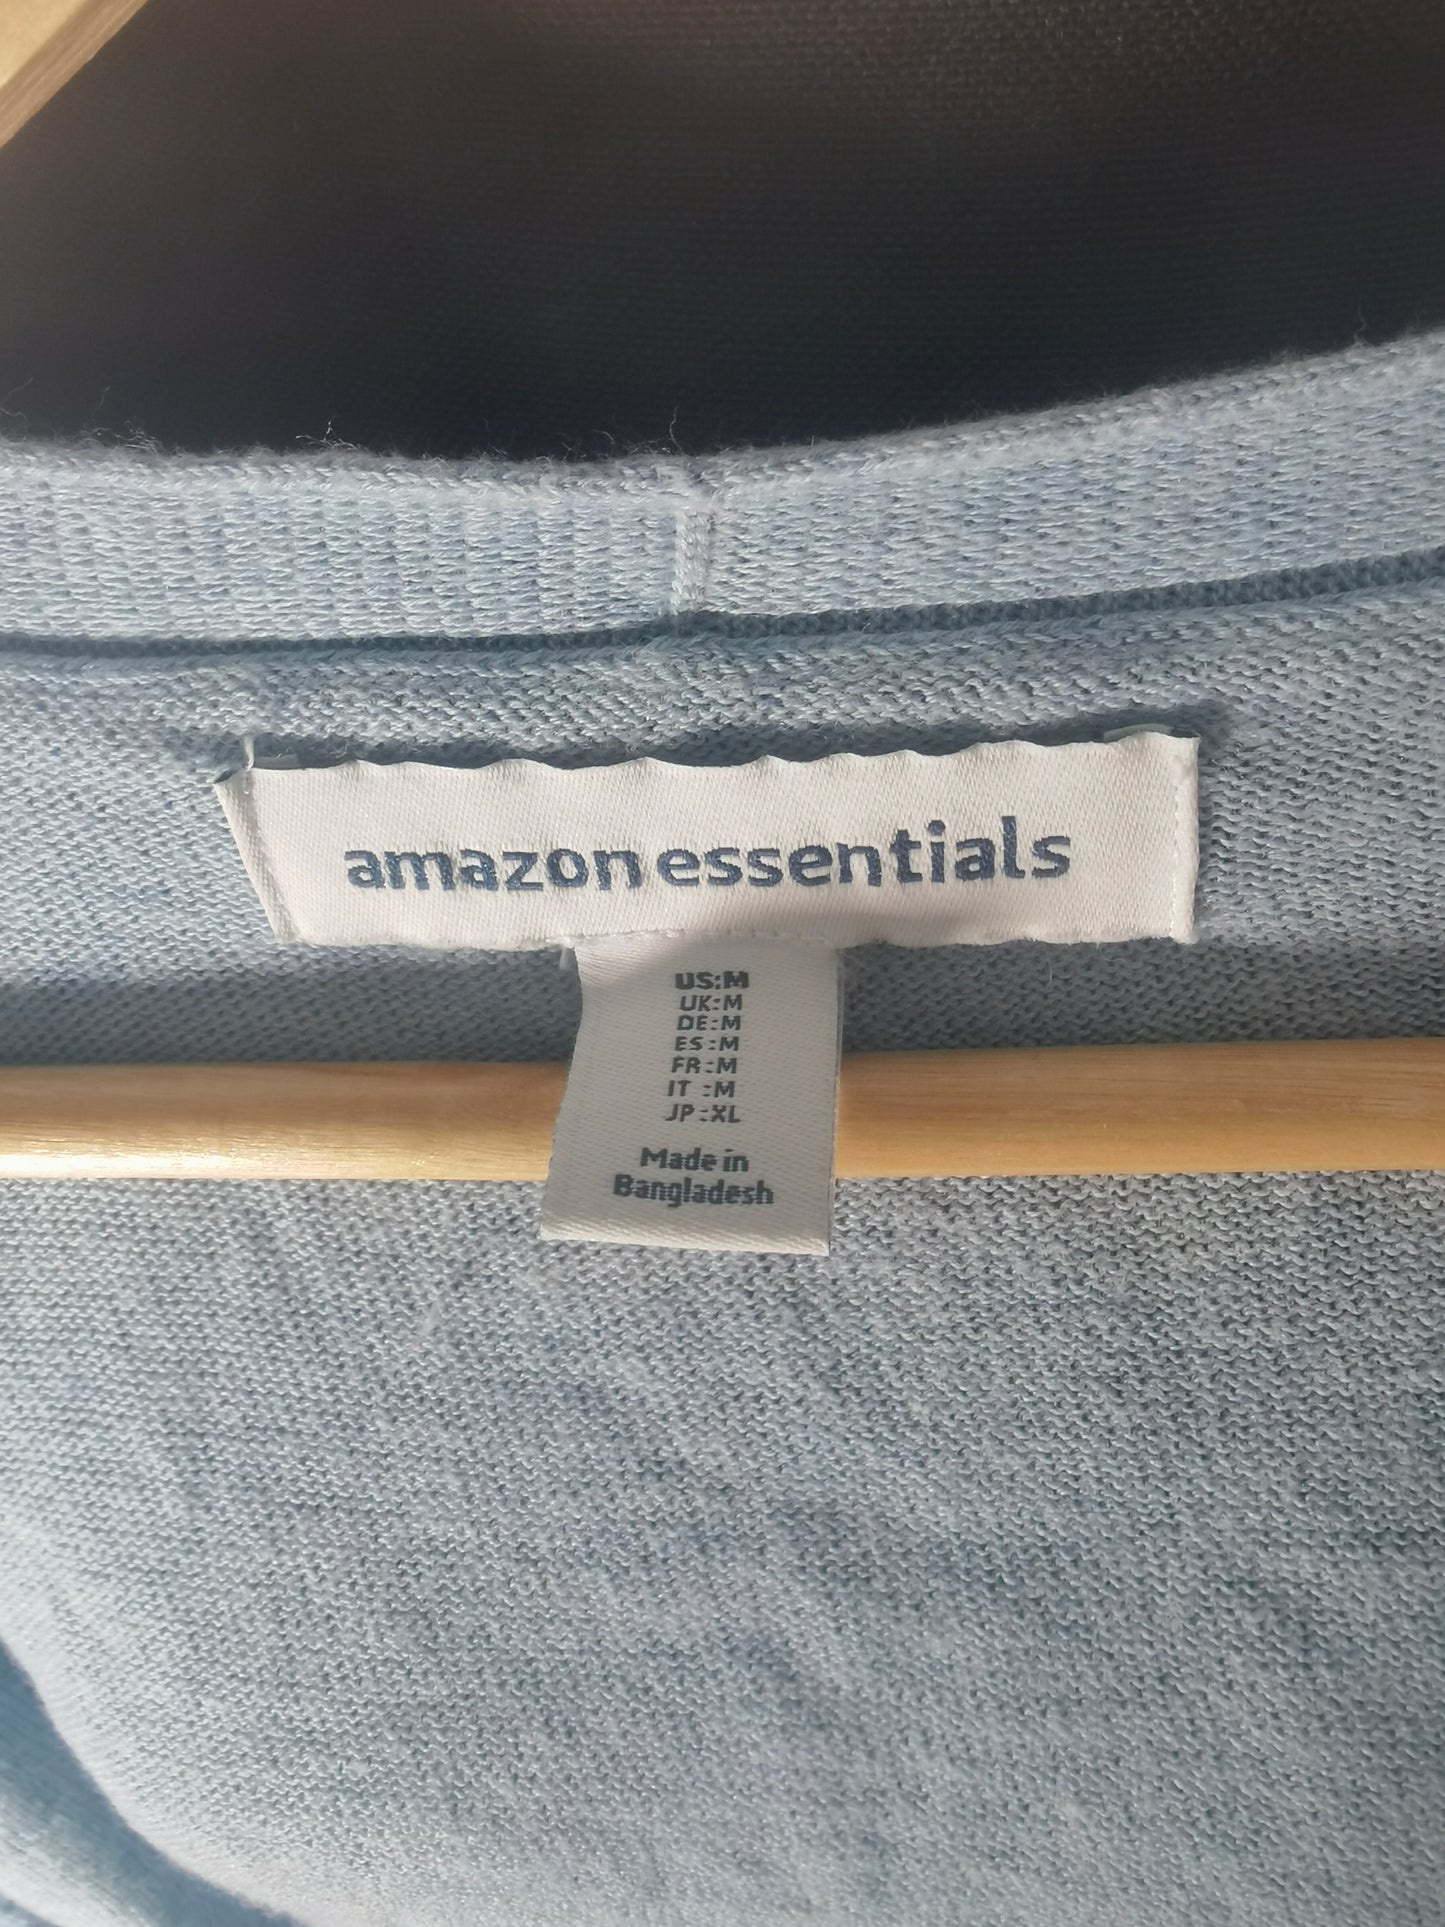 amazon essentials
US:M
UK:M
DE:M
ES:M
FR:M
IT :M
JP:XL
Made in
Bangladesh